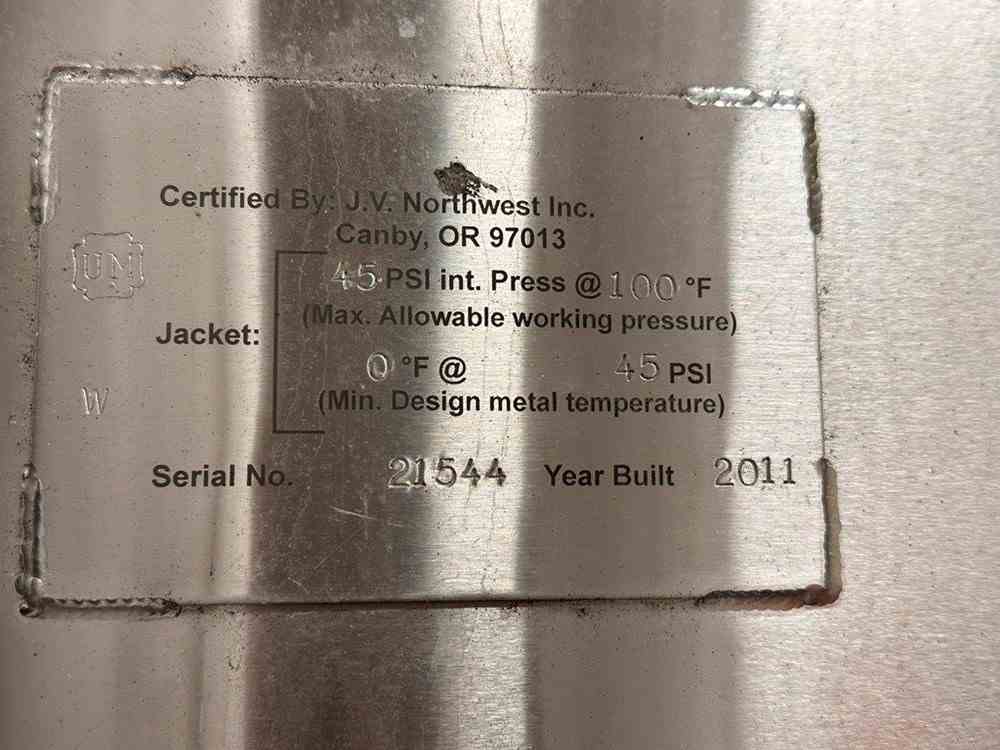 Certified By: J.V. Northwest Inc.
Canby, OR 97013
UM
45 PSI int. Press @ 100 °F
(Max. Allowable working pressure)
Jacket:
0 °F @ 45 PSI
W
(Min. Design metal temperature)
Serial No. 21544 Year Built 2011